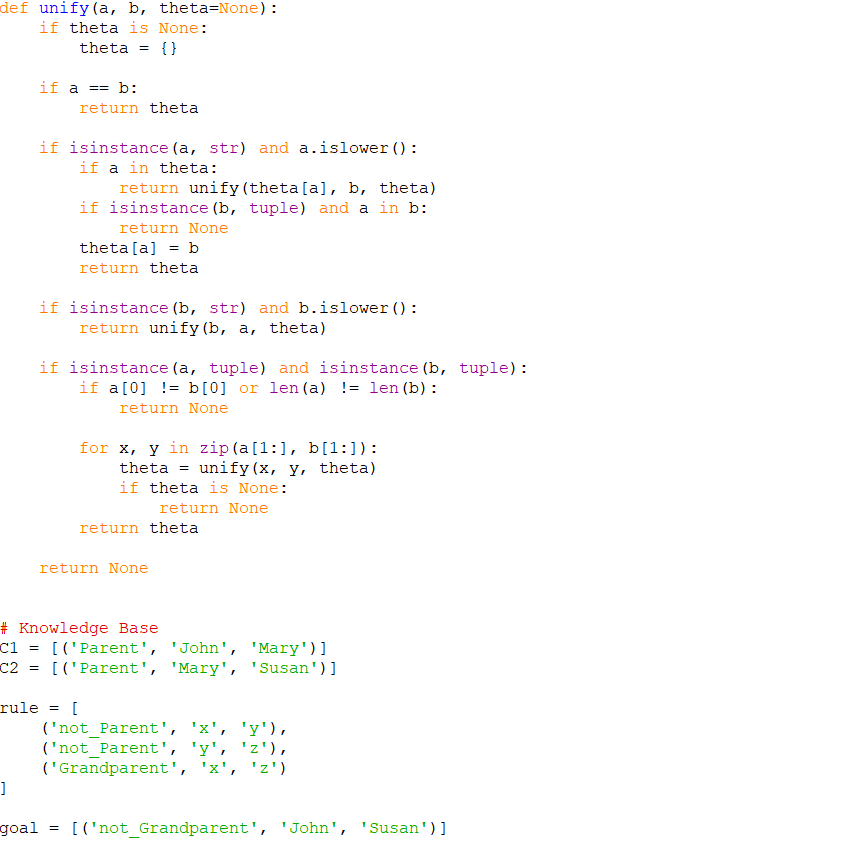 def unify(a, b, theta=None):
    if theta is None:
        theta = {}

    if a == b:
        return theta

    if isinstance(a, str) and a.islower():
        if a in theta:
            return unify(theta[a], b, theta)
        if isinstance(b, tuple) and a in b:
            return None
        theta[a] = b
        return theta

    if isinstance(b, str) and b.islower():
        return unify(b, a, theta)

    if isinstance(a, tuple) and isinstance(b, tuple):
        if a[0] != b[0] or len(a) != len(b):
            return None

        for x, y in zip(a[1:], b[1:]):
            theta = unify(x, y, theta)
            if theta is None:
                return None
        return theta

    return None


# Knowledge Base
C1 = [('Parent', 'John', 'Mary')]
C2 = [('Parent', 'Mary', 'Susan')]

rule = [
    ('not_Parent', 'x', 'y'),
    ('not_Parent', 'y', 'z'),
    ('Grandparent', 'x', 'z')
]

goal = [('not_Grandparent', 'John', 'Susan')]